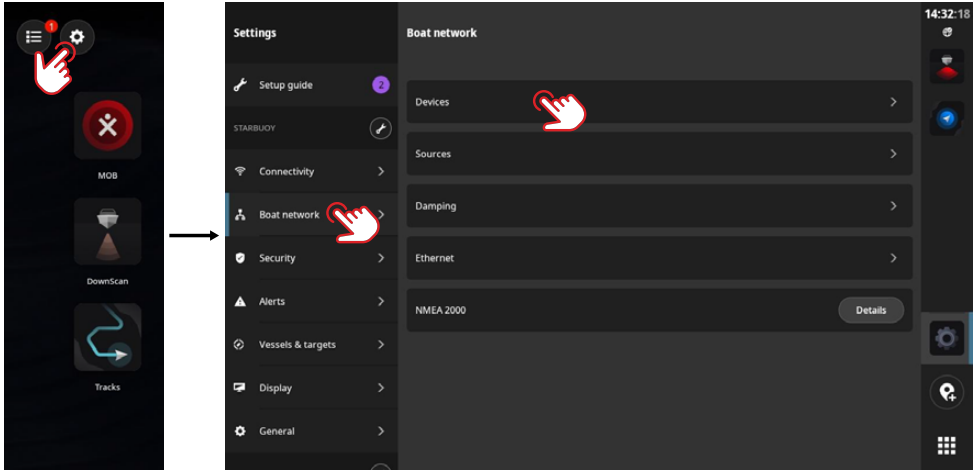 1
MOB
DownScan
Tracks
Settings
Setup guide
2
STARBUOY
Connectivity
Boat network
Security
Alerts
Vessels & targets
Display
General
Boat network
Devices
Sources
Damping
Ethernet
NMEA 2000
Details
14:32:18